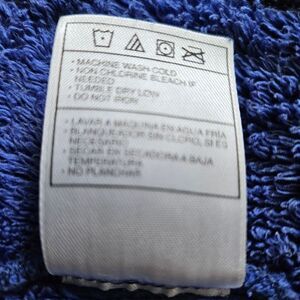 • MACHINE WASH COLD
• NON CHLORINE BLEACH IF
NEEDED
• TUMBLE DRY LOW
• DO NOT IRON
• LAVAR A MAQUINA EN AGUA FRIA
• BLANQUEADOR SIN CLORO, SI ES
NECESARIO
• SECAR EN SECADORA A BAJA
TEMPERATURA
• NO PLANCHAR